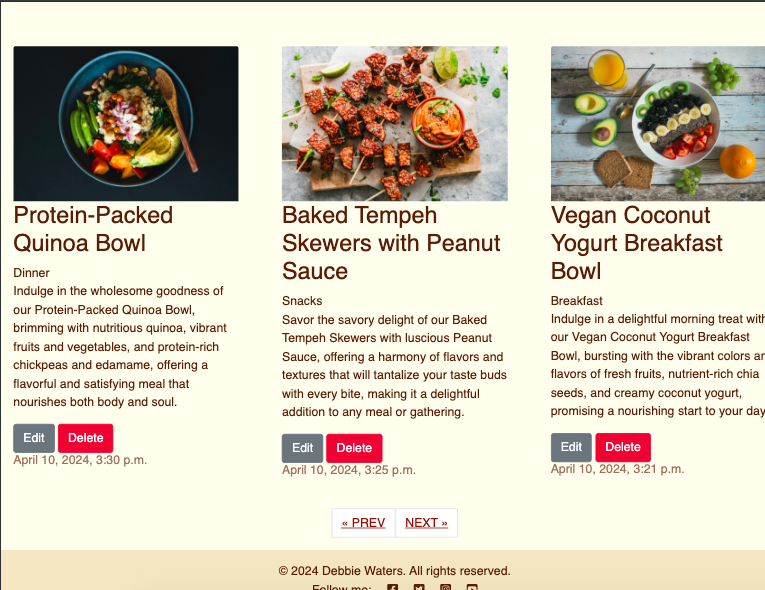 Protein-Packed
Quinoa Bowl
Dinner
Indulge in the wholesome goodness of
our Protein-Packed Quinoa Bowl,
brimming with nutritious quinoa, vibrant
fruits and vegetables, and protein-rich
chickpeas and edamame, offering a
flavorful and satisfying meal that
nourishes both body and soul.
Edit Delete
April 10, 2024, 3:30 p.m.
Baked Tempeh
Skewers with Peanut
Sauce
Snacks
Savor the savory delight of our Baked
Tempeh Skewers with luscious Peanut
Sauce, offering a harmony of flavors and
textures that will tantalize your taste buds
with every bite, making it a delightful
addition to any meal or gathering.
Edit Delete
April 10, 2024, 3:25 p.m.
Vegan Coconut
Yogurt Breakfast
Bowl
Breakfast
Indulge in a delightful morning treat with
our Vegan Coconut Yogurt Breakfast
Bowl, bursting with the vibrant colors
flavors of fresh fruits, nutrient-rich chia
seeds, and creamy coconut yogurt,
promising a nourishing start to your day
Edit Delete
April 10, 2024, 3:21 p.m.
« PREV NEXT »
© 2024 Debbie Waters. All rights reserved.
Follow me: